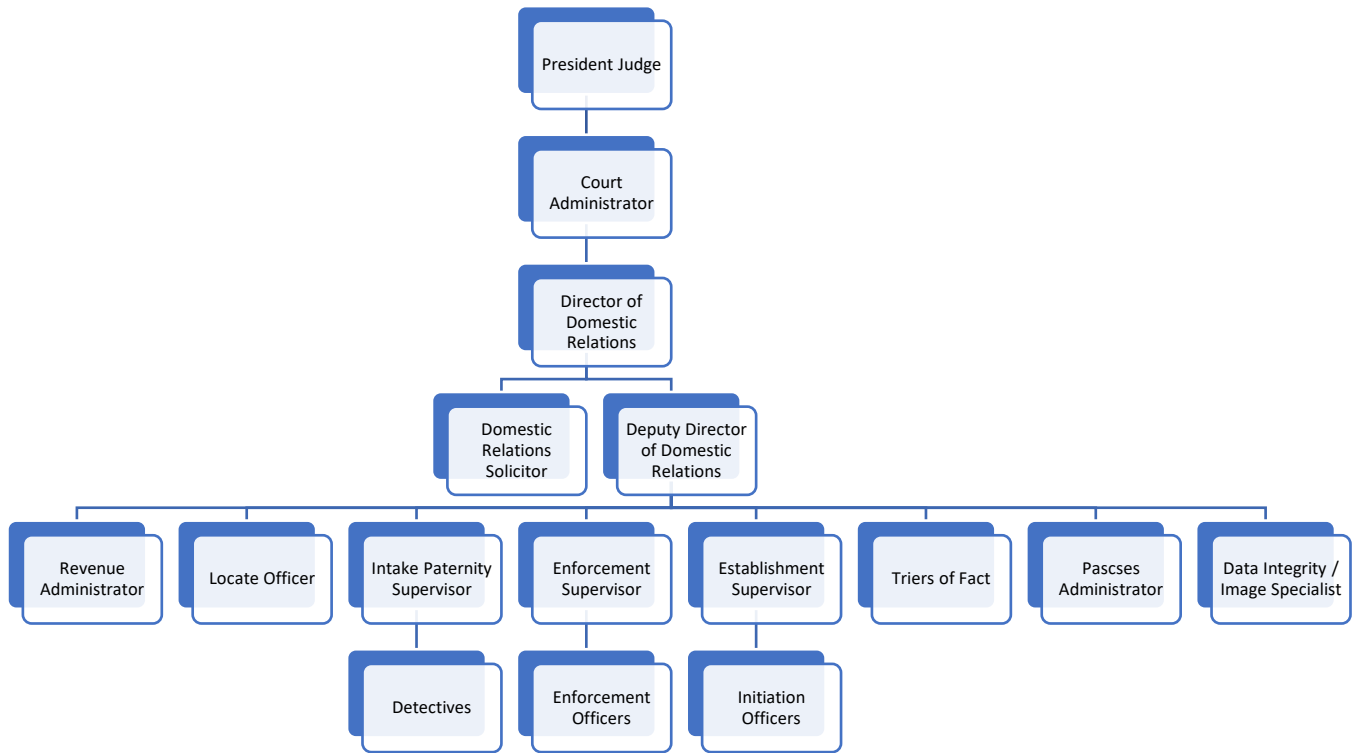 President Judge
Court
Administrator
Director of
Domestic
Relations
Domestic
Relations
Solicitor
Deputy Director
of Domestic
Relations
Revenue
Administrator
Locate Officer
Intake Paternity
Supervisor
Enforcement
Supervisor
Establishment
Supervisor
Triers of Fact
Pascses
Administrator
Data Integrity /
Image Specialist
Detectives
Enforcement
Officers
Initiation
Officers